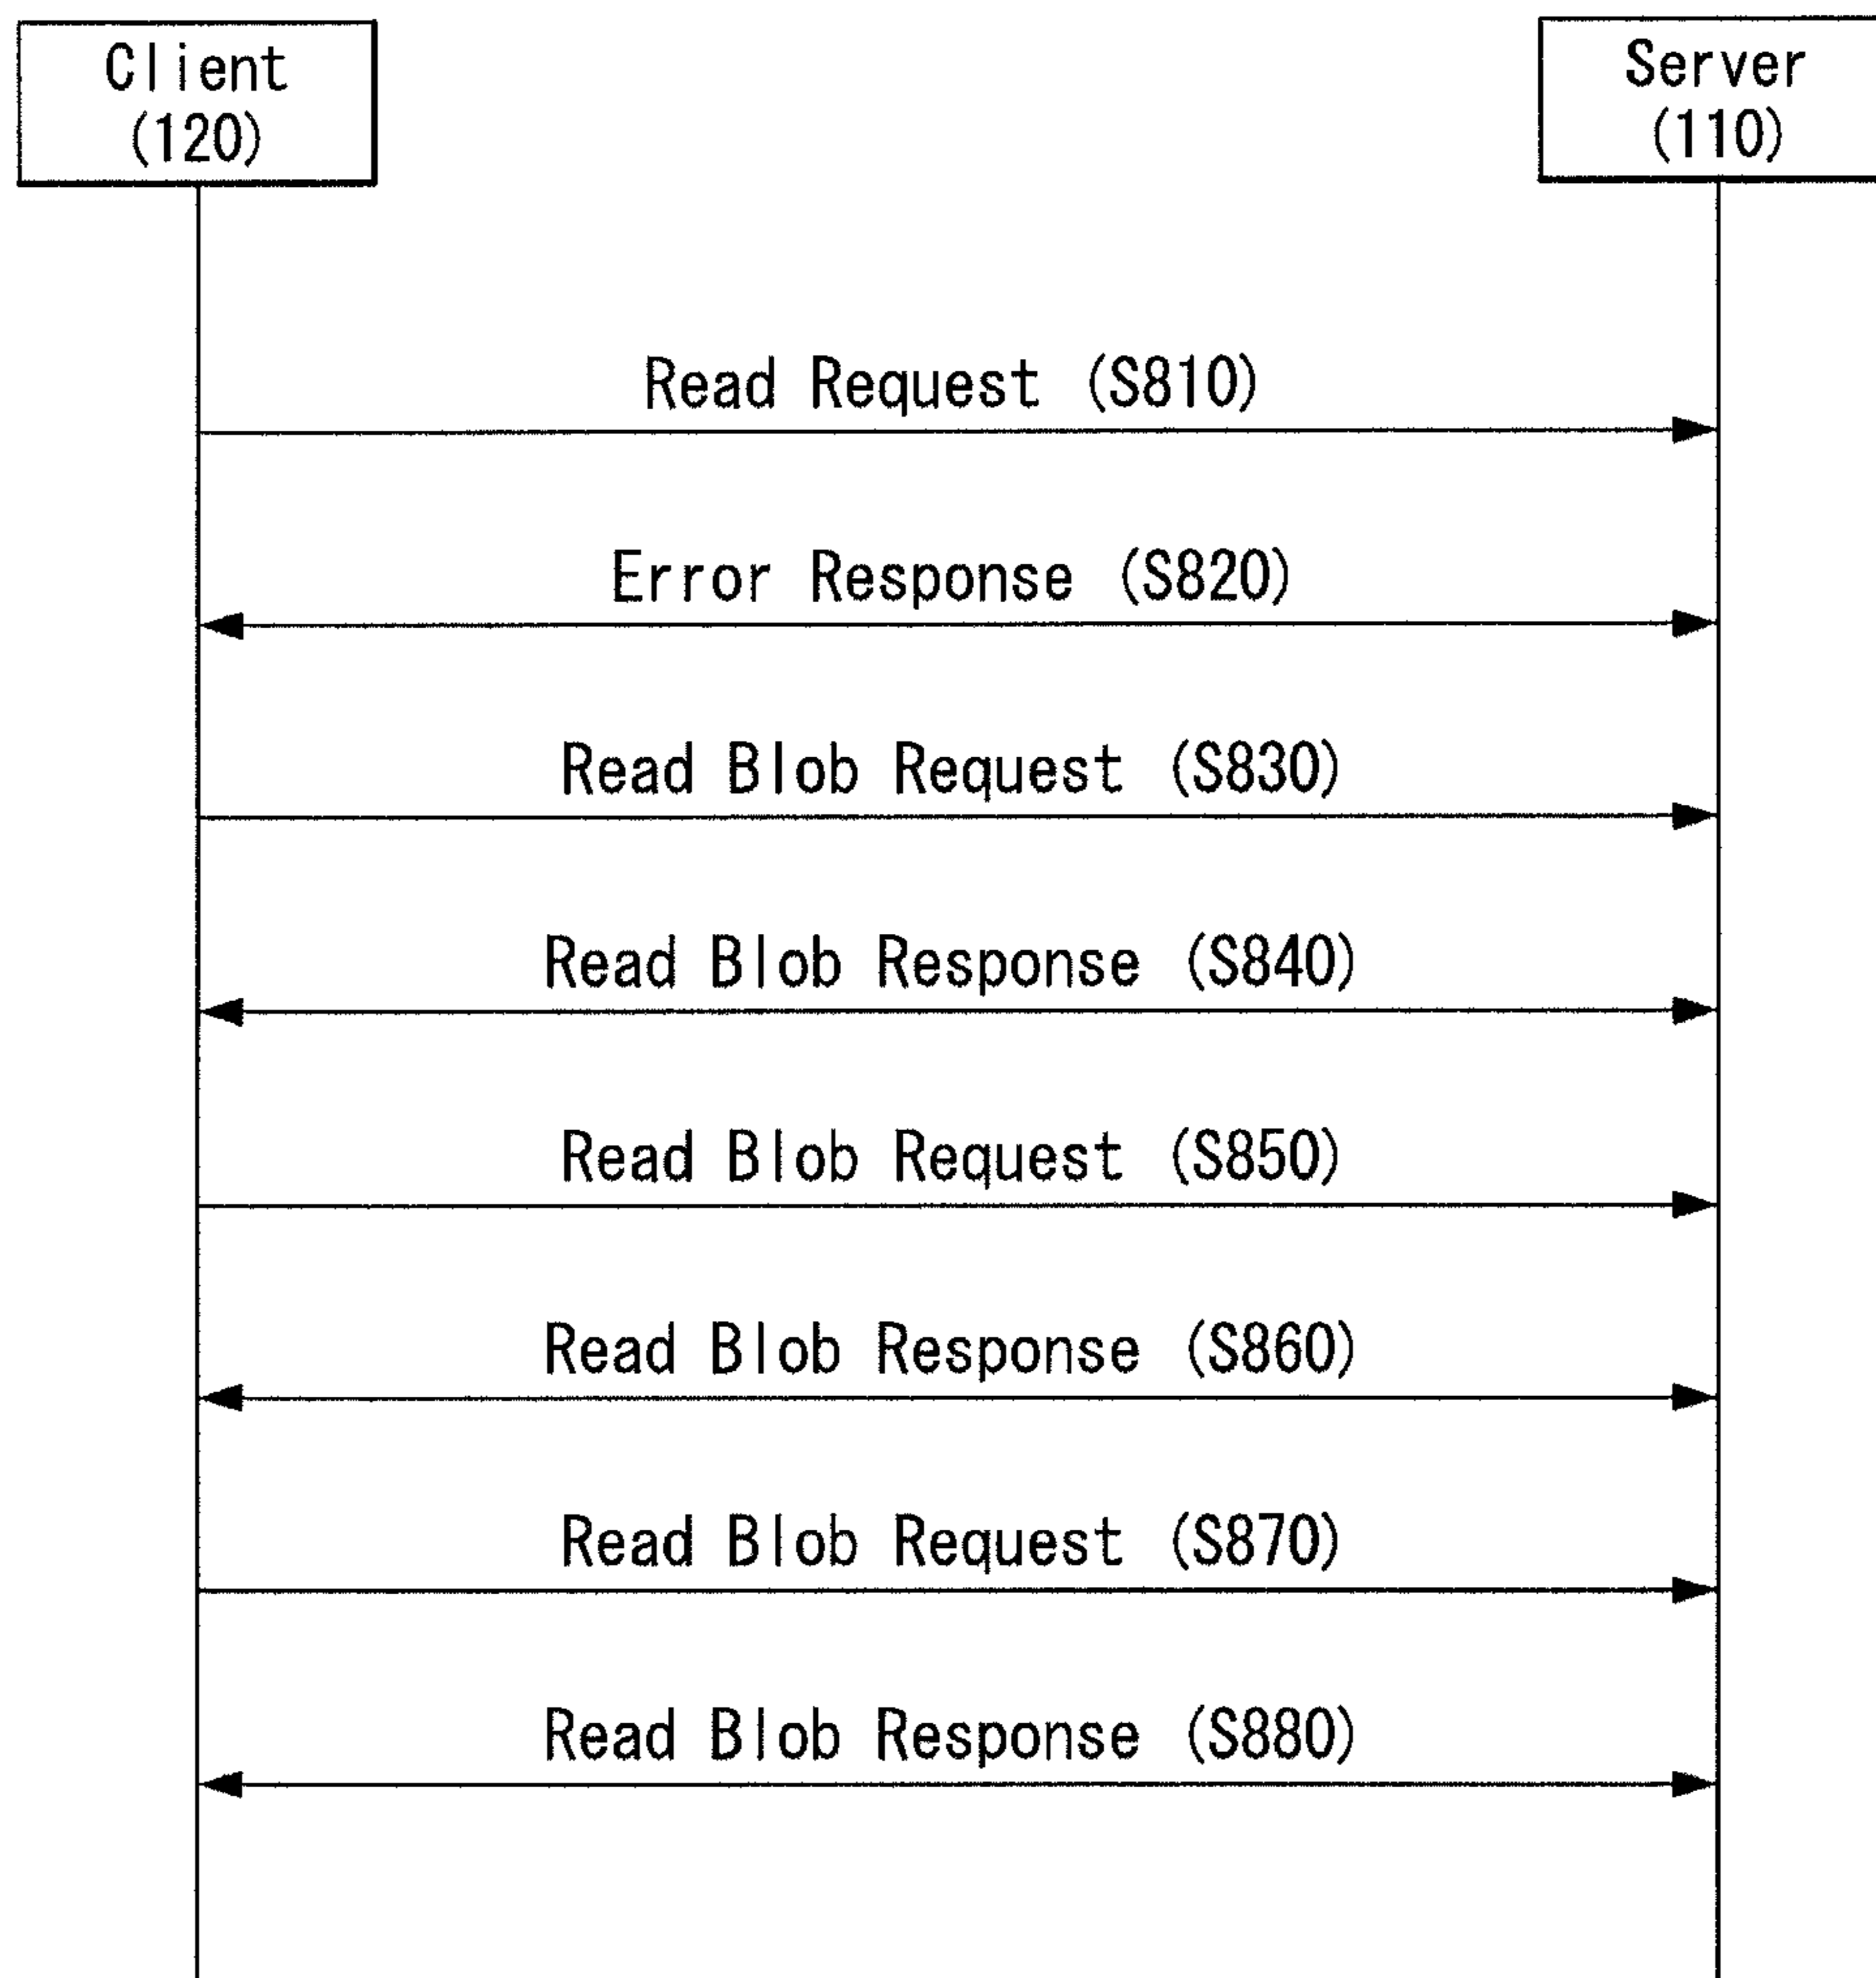 Client
(120)
Server
(110)
Read Request (S810)
Error Response (S820)
Read Blob Request (S830)
Read Blob Response (S840)
Read Blob Request (S850)
Read Blob Response (S860)
Read Blob Request (S870)
Read Blob Response (S880)